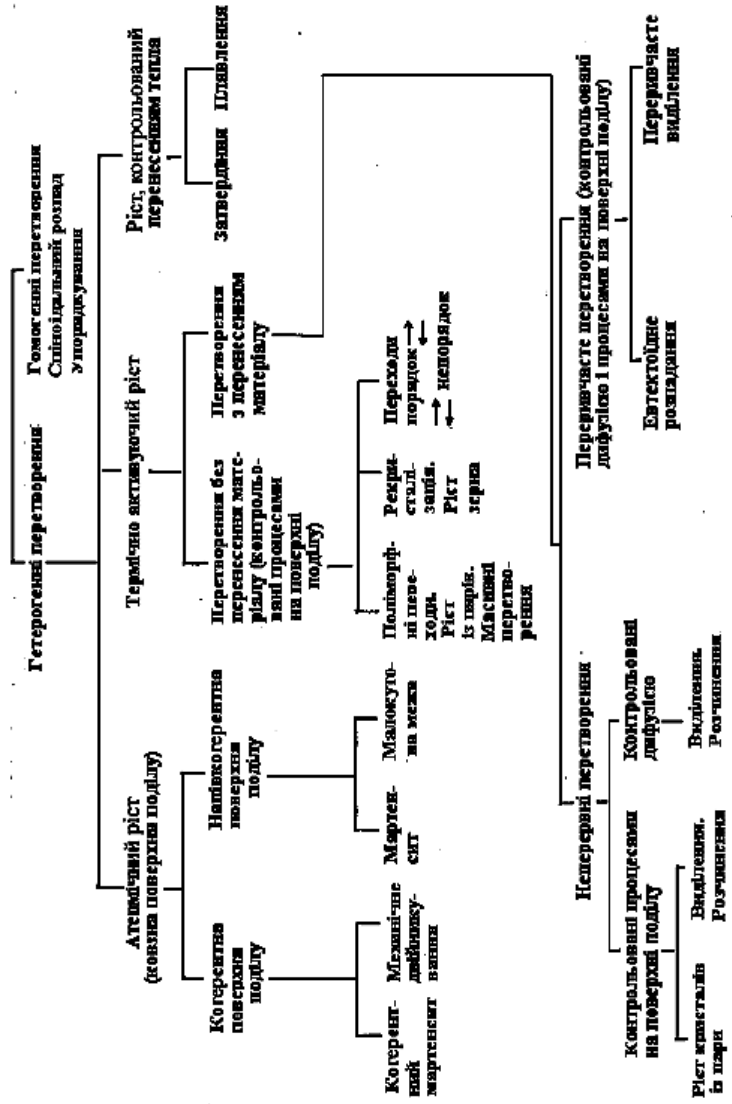 Гетерогенні перетворення
Гомогенні перетворення
Спіноїдальний розпад
Упорядкування
Атермічний ріст
(ковзна поверхня поділу)
Термічно активуючий ріст
Ріст, контрольований
перенесенням тепла
Когерентна
поверхня
поділу
Напівкогерентна
поверхня
поділу
Перетворення без
перенесення мате-
ріалу (контрольо-
вані процесами
на поверхні
поділу)
Перетворення
з перенесенням
матеріалу
Затвердіння
Плавлення
Когерент-
ний
мартенсит
Механічне
двійнику-
вання
Мартен-
сит
Малокуто-
ва межа
Поліморф-
ні пере-
ходи.
Ріст
із парів.
Масивні
перетво-
рення
Рекри-
сталі-
зація.
Ріст
зерна
Переходи
порядок →
← непорядок
Неперервні перетворення
Переривчасте перетворення (контрольовані
дифузією і процесами на поверхні поділу)
Контрольовані процесами
на поверхні поділу
Контрольовані
дифузією
Евтектоїдне
розпадання
Переривчасте
виділення
Ріст кристалів
із пари
Виділення.
Розчинення
Виділення.
Розчинення